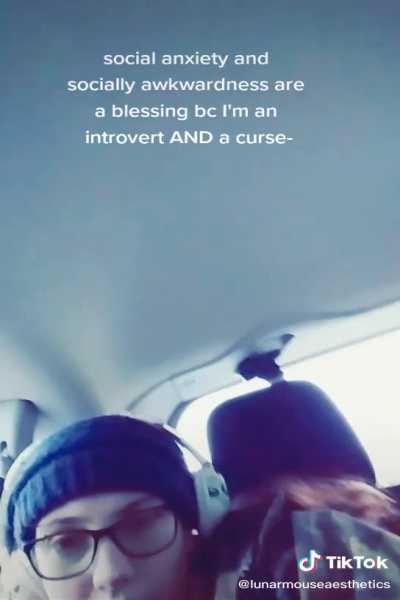 social anxiety and
socially awkwardness are
a blessing bc I'm an
introvert AND a curse-
TikTok
@lunarmouseaesthetics